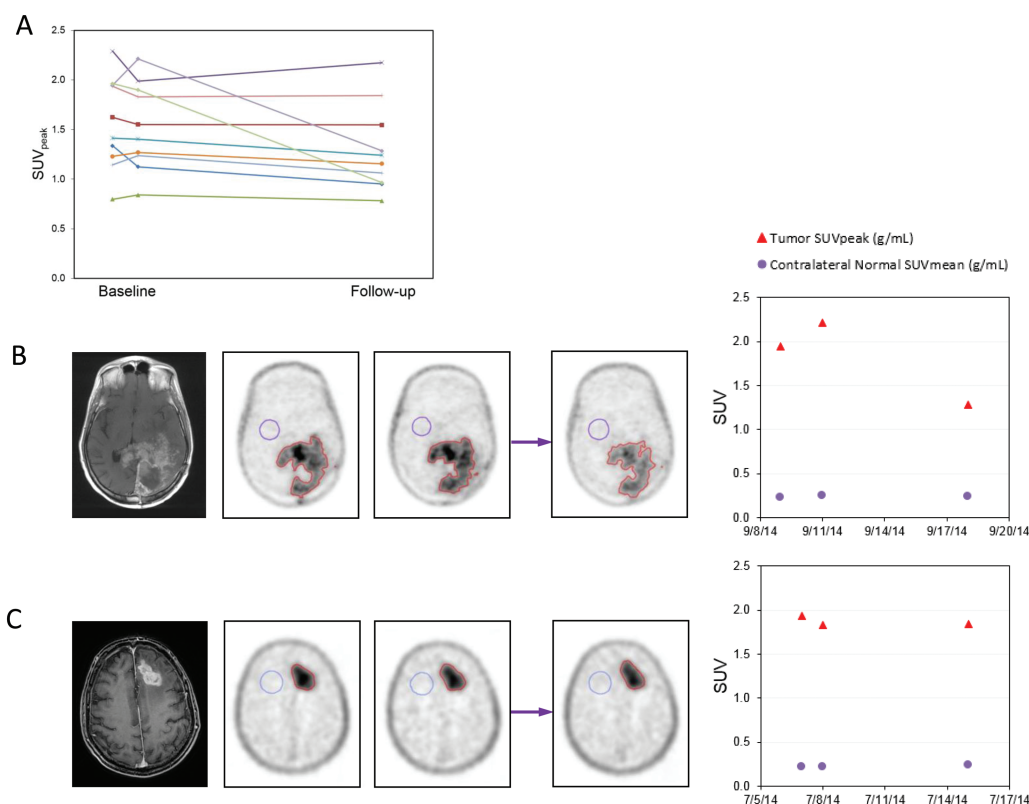 A
2.5
2.0
1.5
1.0
0.5
0.0
SUVpeak
Baseline
Follow-up
Tumor SUVpeak (g/mL)
Contralateral Normal SUVmean (g/mL)
B
2.5
2.0
1.5
1.0
0.5
0.0
SUV
9/8/14
9/11/14
9/14/14
9/17/14
9/20/14
C
2.5
2.0
1.5
1.0
0.5
0.0
SUV
7/5/14
7/8/14
7/11/14
7/14/14
7/17/14